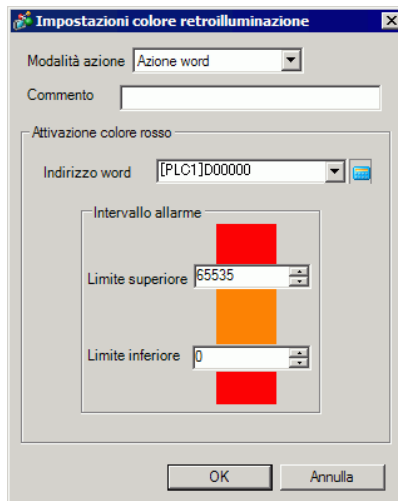 Impostazioni colore retroilluminazione
Modalità azione Azione word
Commento
Attivazione colore rosso
Indirizzo word [PLC1]D00000
Intervallo allarme
Limite superiore 65535
Limite inferiore 0
OK Annulla